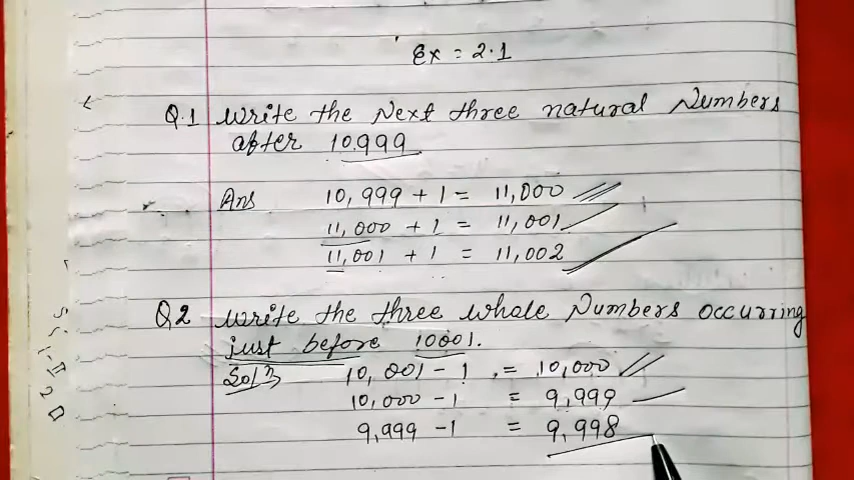 Ex = 2.1
Q.1 Write the Next three natural Numbers
after 10,999
Ans 10,999 + 1 = 11,000
11,000 + 1 = 11,001
11,001 + 1 = 11,002
Q2 Write the three whole Numbers occurring
just before 10001.
Soln 10,001 - 1 = 10,000
10,000 - 1 = 9,999
9,999 - 1 = 9,998